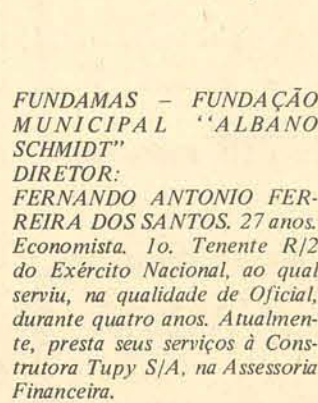 FUNDAMAS – FUNDAÇÃO
MUNICIPAL "ALBANO
SCHMIDT"
DIRETOR:
FERNANDO ANTONIO FER-
REIRA DOS SANTOS. 27 anos.
Economista. 1o. Tenente R/2
do Exército Nacional, ao qual
serviu, na qualidade de Oficial,
durante quatro anos. Atualmen-
te, presta seus serviços à Cons-
trutora Tupy S/A, na Assessoria
Financeira.